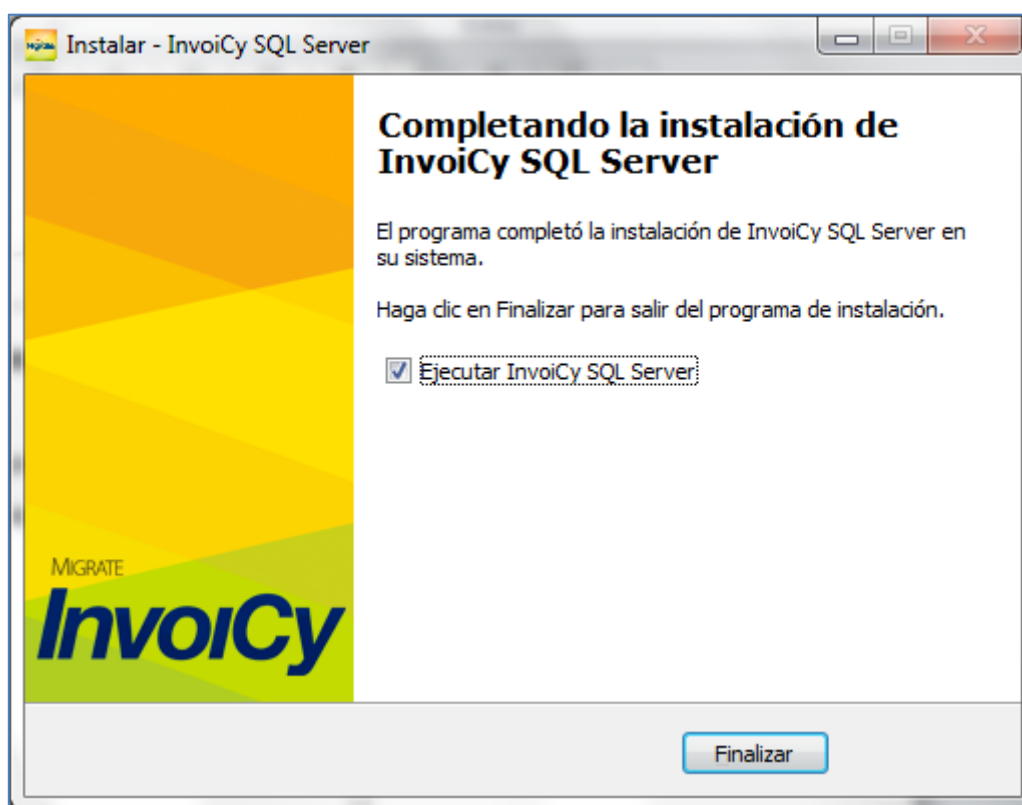 Instalar - InvoiCy SQL Server
Completando la instalación de
InvoiCy SQL Server
El programa completó la instalación de InvoiCy SQL Server en
su sistema.
Haga clic en Finalizar para salir del programa de instalación.
Ejecutar InvoiCy SQL Server
MIGRATE
InvoiCy
Finalizar